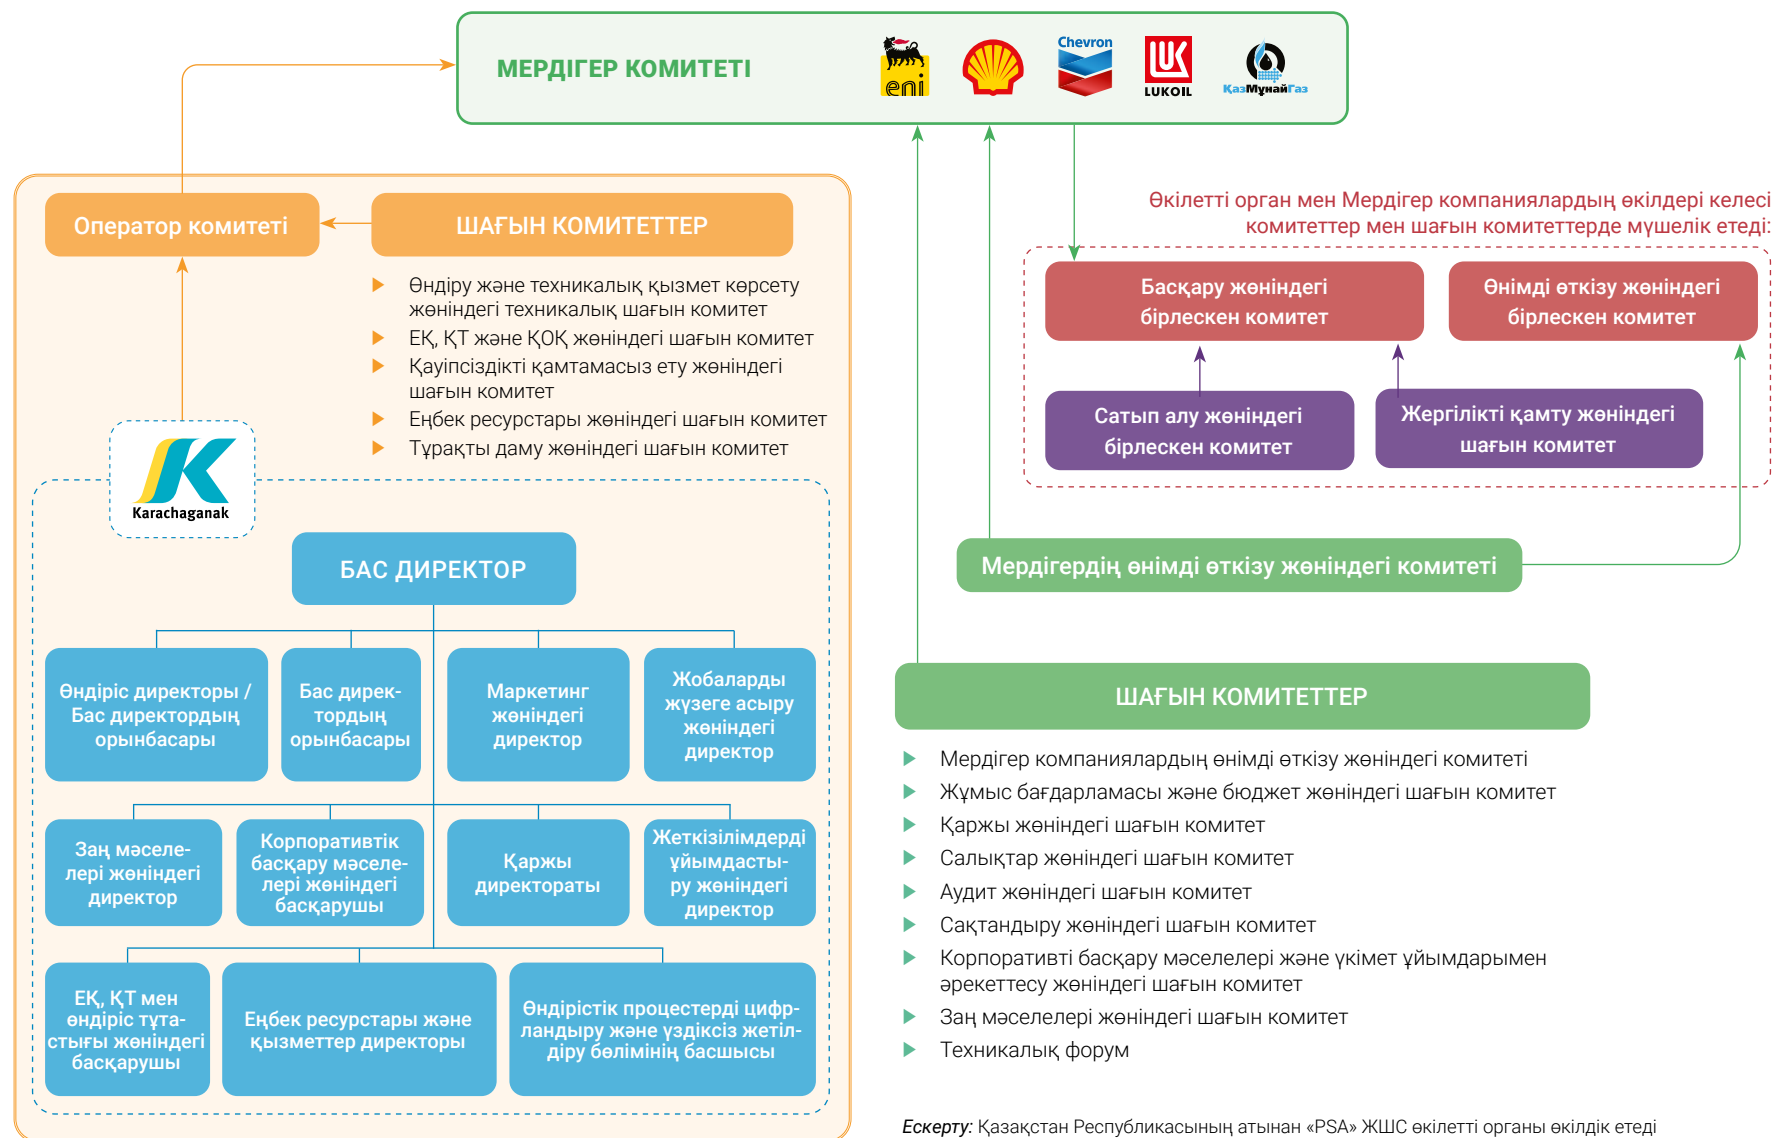 МЕРДІГЕР КОМИТЕТІ
eni
Chevron
LUKOIL
ҚазМұнайГаз
Оператор комитеті
ШАҒЫН КОМИТЕТТЕР
Өндіру және техникалық қызмет көрсету
жөніндегі техникалық шағын комитет
ЕҚ, ҚТ және ҚОҚ жөніндегі шағын комитет
Қауіпсіздікті қамтамасыз ету жөніндегі
шағын комитет
Еңбек ресурстары жөніндегі шағын комитет
Тұрақты даму жөніндегі шағын комитет
Karachaganak
БАС ДИРЕКТОР
Өндіріс директоры /
Бас директордың
орынбасары
Бас дирек-
тордың
орынбасары
Маркетинг
жөніндегі
директор
Жобаларды
жүзеге асыру
жөніндегі
директор
Заң мәселе-
лері жөніндегі
директор
Корпоративтік
басқару мәселе-
лері жөніндегі
басқарушы
Қаржы
директораты
Жеткізілімдерді
ұйымдасты-
ру жөніндегі
директор
ЕҚ, ҚТ мен
өндіріс тұта-
стығы жөніндегі
басқарушы
Еңбек ресурстары және
қызметтер директоры
Өндірістік процестерді цифр-
ландыру және үздіксіз жетіл-
діру бөлімінің басшысы
Өкілетті орган мен Мердігер компаниялардың өкілдері келесі
комитеттер мен шағын комитеттерде мүшелік етеді:
Басқару жөніндегі
бірлескен комитет
Өнімді өткізу жөніндегі
бірлескен комитет
Сатып алу жөніндегі
бірлескен комитет
Жергілікті қамту жөніндегі
шағын комитет
Мердігердің өнімді өткізу жөніндегі комитеті
ШАҒЫН КОМИТЕТТЕР
Мердігер компаниялардың өнімді өткізу жөніндегі комитеті
Жұмыс бағдарламасы және бюджет жөніндегі шағын комитет
Қаржы жөніндегі шағын комитет
Салықтар жөніндегі шағын комитет
Аудит жөніндегі шағын комитет
Сақтандыру жөніндегі шағын комитет
Корпоративті басқару мәселелері және үкімет ұйымдарымен
әрекеттесу жөніндегі шағын комитет
Заң мәселелері жөніндегі шағын комитет
Техникалық форум
Ескерту: Қазақстан Республикасының атынан «PSA» ЖШС өкілетті органы өкілдік етеді